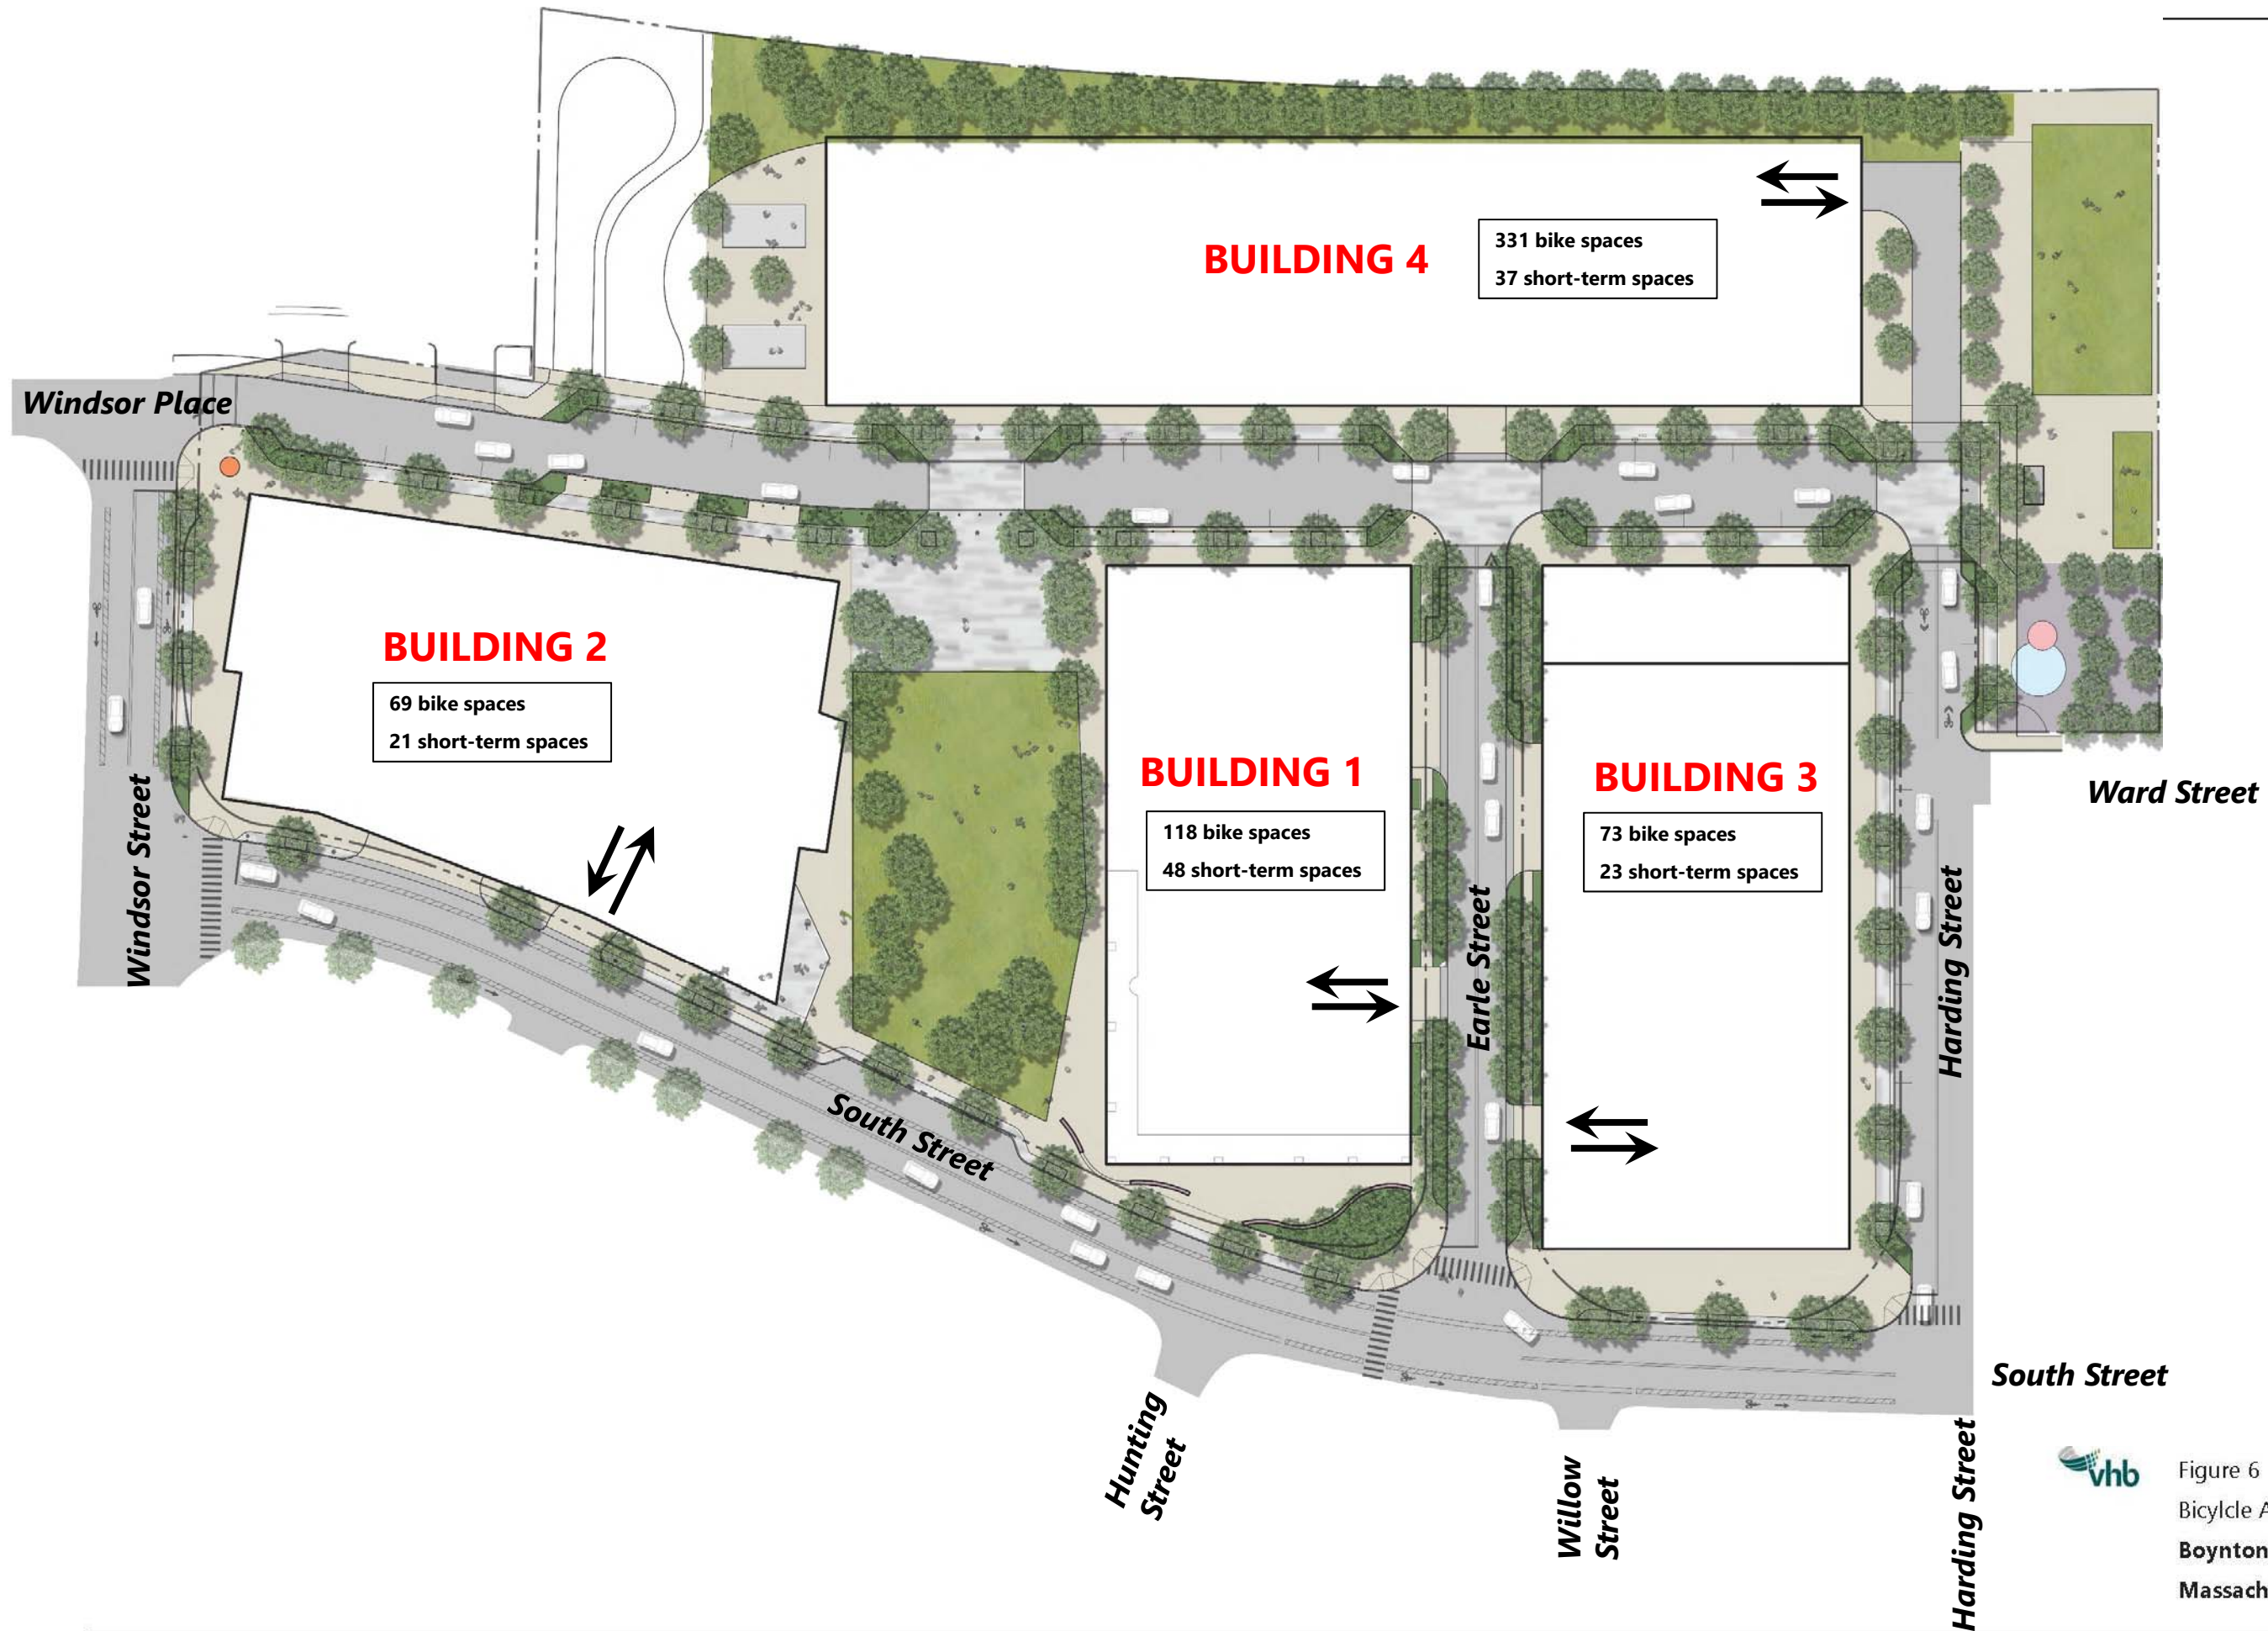 BUILDING 4
331 bike spaces
37 short-term spaces
Windsor Place
BUILDING 2
69 bike spaces
21 short-term spaces
BUILDING 1
118 bike spaces
48 short-term spaces
BUILDING 3
73 bike spaces
23 short-term spaces
Ward Street
Windsor Street
Earle Street
Harding Street
South Street
South Street
Hunting
Street
Willow
Street
Harding Street
vhb
Figure 6
Bicylcle A
Boynton
Massach